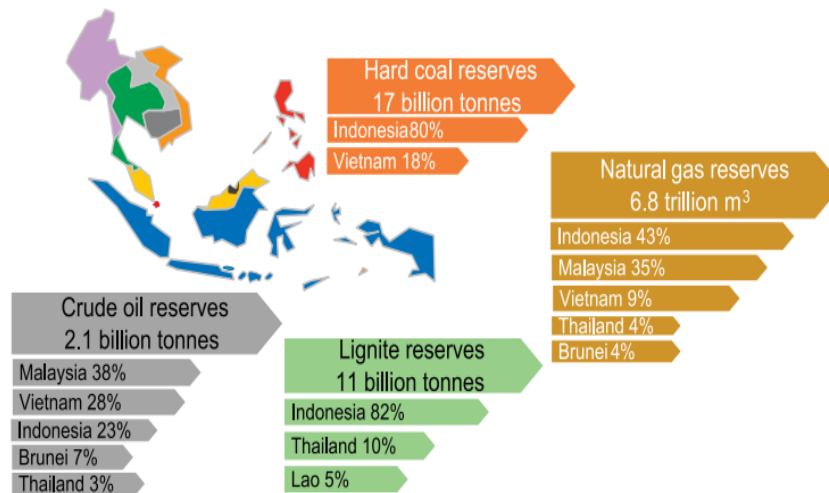 Hard coal reserves
17 billion tonnes
Indonesia80%
Vietnam 18%
Natural gas reserves
6.8 trillion m³
Indonesia 43%
Malaysia 35%
Vietnam 9%
Thailand 4%
Brunei 4%
Crude oil reserves
2.1 billion tonnes
Malaysia 38%
Vietnam 28%
Indonesia 23%
Brunei 7%
Thailand 3%
Lignite reserves
11 billion tonnes
Indonesia 82%
Thailand 10%
Lao 5%